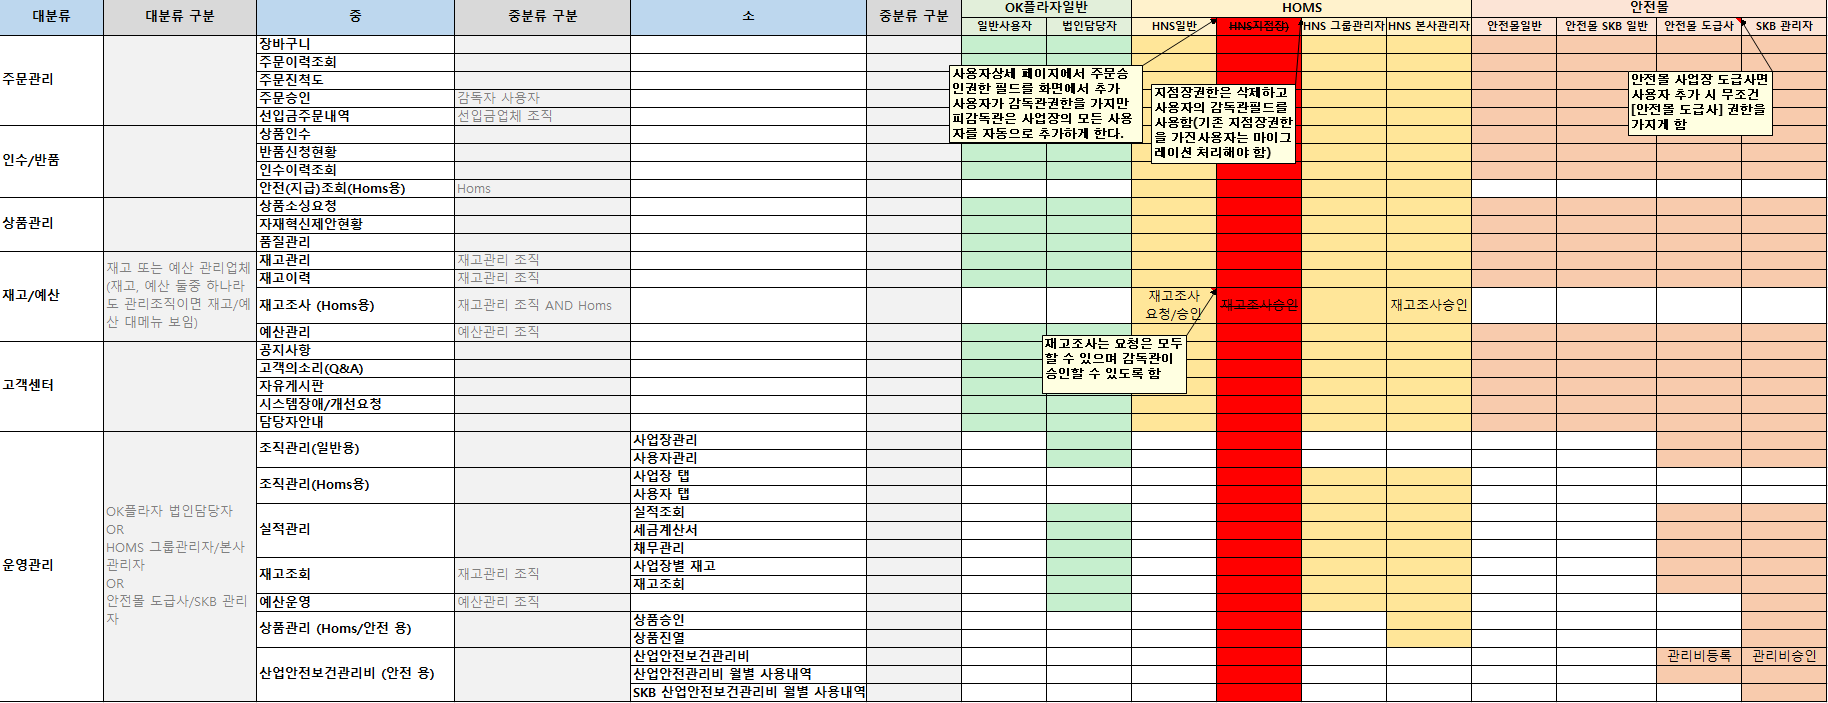 대분류 대분류 구분 중 중분류 구분 소 중분류 구분 OK플라자일반 HOMS 안전몰
일반사용자 법인담당자 HNS일반 HNS지점장) HNS 그룹관리자 HNS 본사관리자 안전몰일반 안전몰 SKB 일반 안전몰 도급사 SKB 관리자
주문관리
장바구니
주문이력조회
주문진척도
주문승인 감독자 사용자
선입금주문내역 선입금업체 조직
사용자상세 페이지에서 주문승
인권한 필드를 화면에서 추가
사용자가 감독관권한을 가지만
피감독관은 사업장의 모든 사용
자를 자동으로 추가하게 한다.
지점장권한은 삭제하고
사용자의 감독관필드를
사용함(기존 지점장권한
을 가진사용자는 마이그
레이션 처리해야 함)
안전몰 사업장 도급사면
사용자 추가 시 무조건
[안전몰 도급사] 권한을
가지게 함
인수/반품
상품인수
반품신청현황
인수이력조회
안전(지급)조회(Homs용) Homs
상품관리
상품소싱요청
자재혁신제안현황
품질관리
재고/예산
재고 또는 예산 관리업체
(재고, 예산 둘중 하나라
도 관리조직이면 재고/예
산 대메뉴 보임)
재고관리 재고관리 조직
재고이력 재고관리 조직
재고조사 (Homs용) 재고관리 조직 AND Homs
재고조사
요청/승인
재고조사승인
재고조사승인
예산관리 예산관리 조직
재고조사는 요청은 모두
할 수 있으며 감독관이
승인할 수 있도록 함
고객센터
공지사항
고객의소리(Q&A)
자유게시판
시스템장애/개선요청
담당자안내
운영관리
OK플라자 법인담당자
OR
HOMS 그룹관리자/본사
관리자
OR
안전몰 도급사/SKB 관리
자
조직관리(일반용)
사업장관리
사용자관리
조직관리(Homs용)
사업장 탭
사용자 탭
실적관리
실적조회
세금계산서
채무관리
재고조회 재고관리 조직
사업장별 재고
재고조회
예산운영 예산관리 조직
상품관리 (Homs/안전 용)
상품승인
상품진열
산업안전보건관리비 (안전 용)
산업안전보건관리비 관리비등록 관리비승인
산업안전관리비 월별 사용내역
SKB 산업안전보건관리비 월별 사용내역